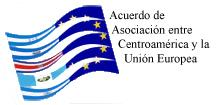 Acuerdo de
Asociación entre
Centroamérica y la
Unión Europea